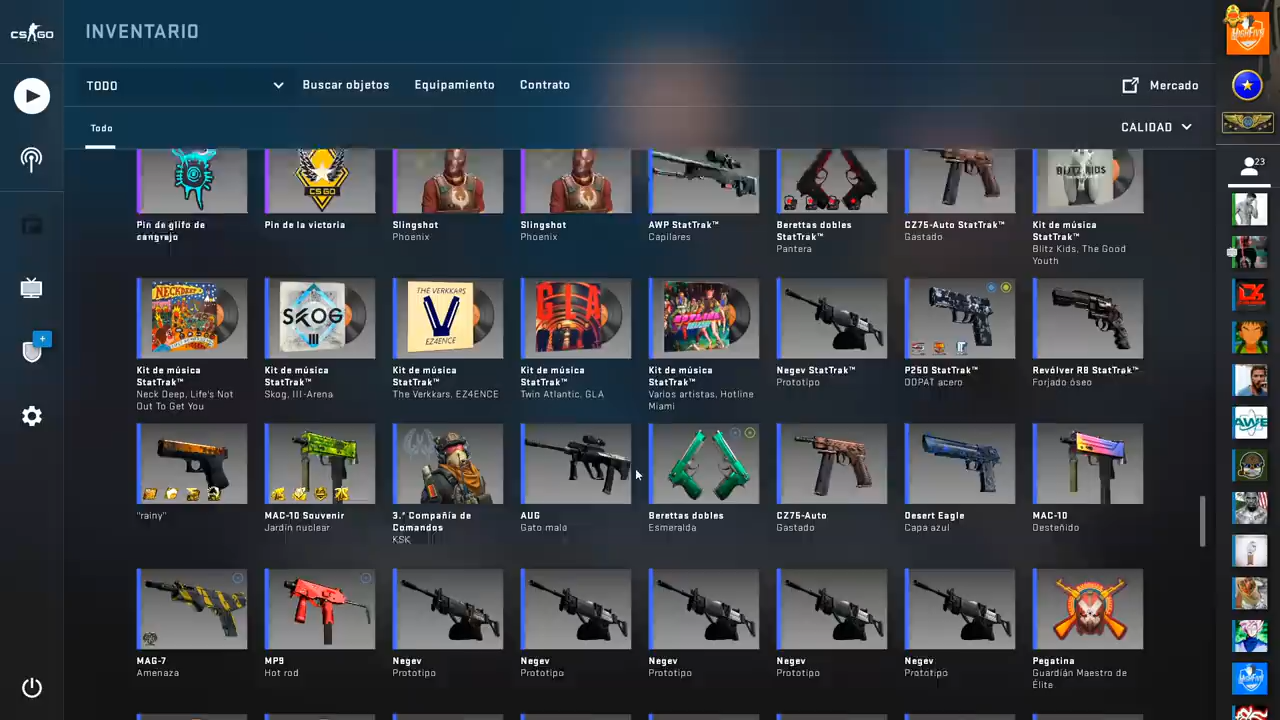 CS GO
INVENTARIO
TODO
Buscar objetos
Equipamiento
Contrato
Mercado
Todo
CALIDAD
23
Pin de glifo de
cangrejo
Pin de la victoria
Slingshot
Phoenix
Slingshot
Phoenix
AWP StatTrak™
Capilares
Berettas dobles
StatTrak™
Pantera
CZ75-Auto StatTrak™
Gastado
Kit de música
StatTrak™
Blitz Kids, The Good
Youth
Kit de música
StatTrak™
Neck Deep, Life's Not
Out To Get You
Kit de música
StatTrak™
Skog, III-Arena
Kit de música
StatTrak™
The Verkkars, EZ4ENCE
Kit de música
StatTrak™
Twin Atlantic, GLA
Kit de música
StatTrak™
Varios artistas, Hotline
Miami
Negev StatTrak™
Prototipo
P250 StatTrak™
DDPAT acero
Revólver R8 StatTrak™
Forjado óseo
"rainy"
MAC-10 Souvenir
Jardín nuclear
3.ª Compañía de
Comandos
KSK
AUG
Gato malo
Berettas dobles
Esmeralda
CZ75-Auto
Gastado
Desert Eagle
Capa azul
MAC-10
Desteñido
MAG-7
Amenaza
MP9
Hot rod
Negev
Prototipo
Negev
Prototipo
Negev
Prototipo
Negev
Prototipo
Negev
Prototipo
Pegatina
Guardián Maestro de
Élite